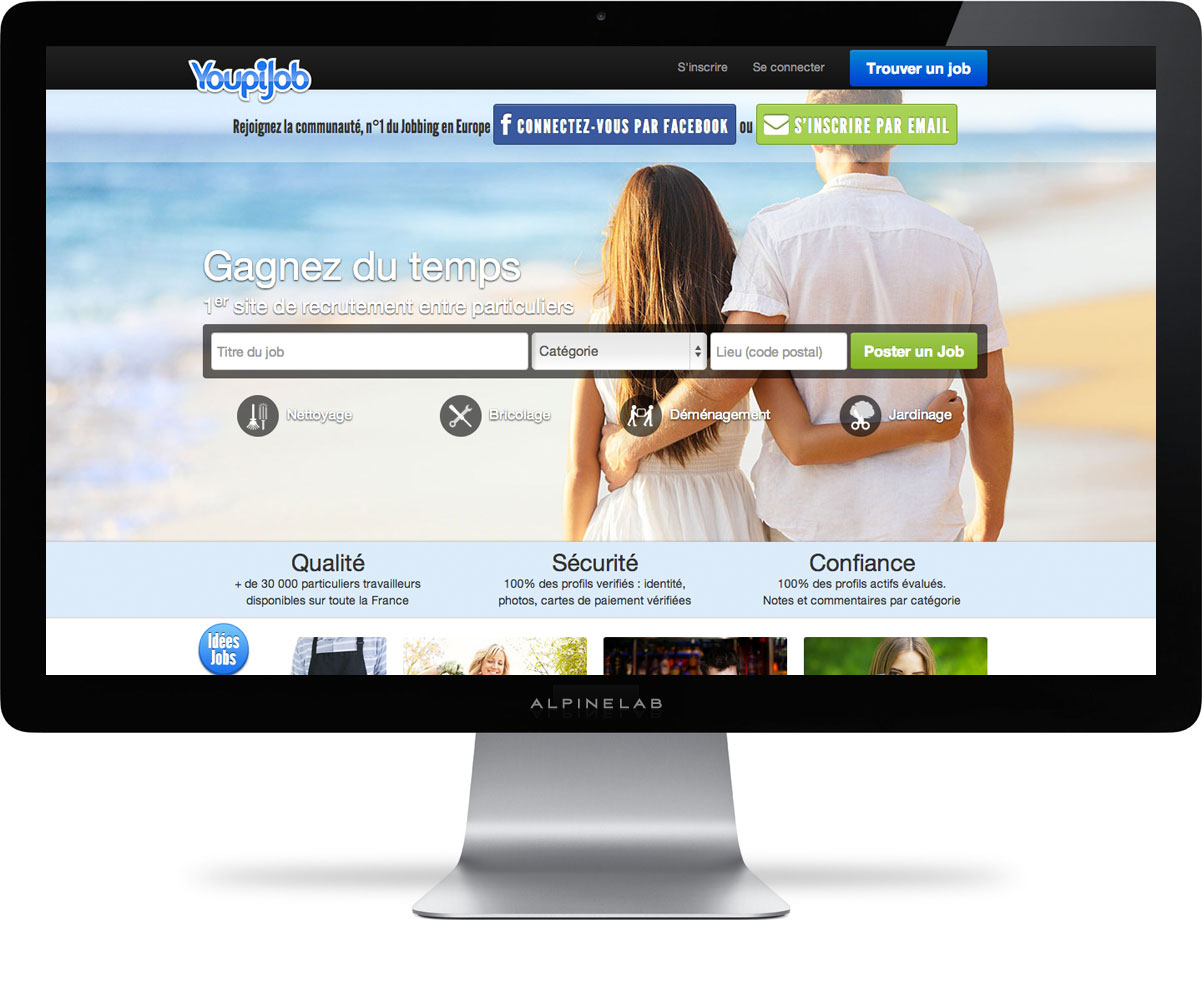 YoupiJob
S'inscrire
Se connecter
Trouver un job
Rejoignez la communauté, n°1 du Jobbing en Europe
f CONNECTEZ-VOUS PAR FACEBOOK
ou
S'INSCRIRE PAR EMAIL
Gagnez du temps
1er site de recrutement entre particuliers
Titre du job
Catégorie
Lieu (code postal)
Poster un Job
Nettoyage
Bricolage
Déménagement
Jardinage
Qualité
+ de 30 000 particuliers travailleurs
disponibles sur toute la France
Sécurité
100% des profils verifiés : identité,
photos, cartes de paiement vérifiées
Confiance
100% des profils actifs évalués.
Notes et commentaires par catégorie
Idées
Jobs
ALPINELAB